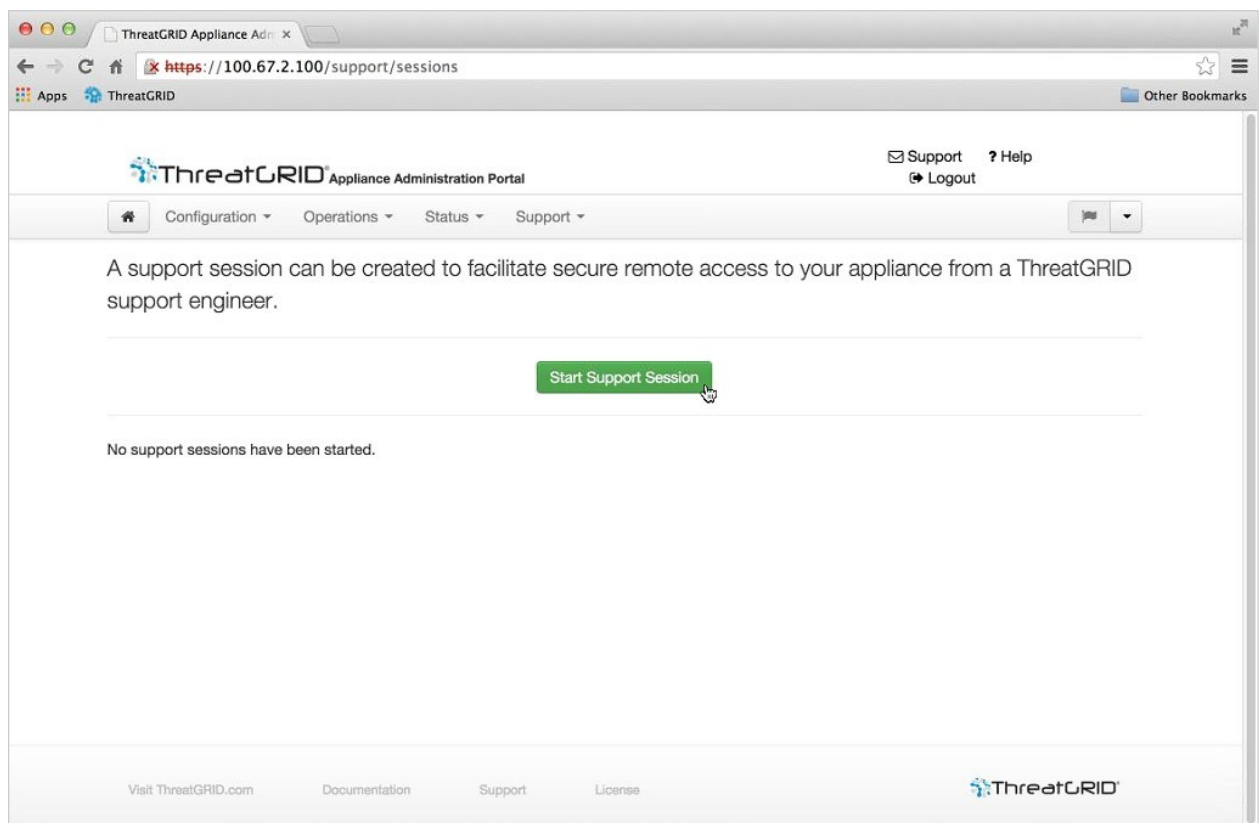 ThreatGRID Appliance Adm
https://100.67.2.100/support/sessions
Apps ThreatGRID Other Bookmarks
ThreatGRID Appliance Administration Portal
Support ? Help
Logout
Configuration Operations Status Support
A support session can be created to facilitate secure remote access to your appliance from a ThreatGRID
support engineer.
Start Support Session
No support sessions have been started.
Visit ThreatGRID.com Documentation Support License ThreatGRID